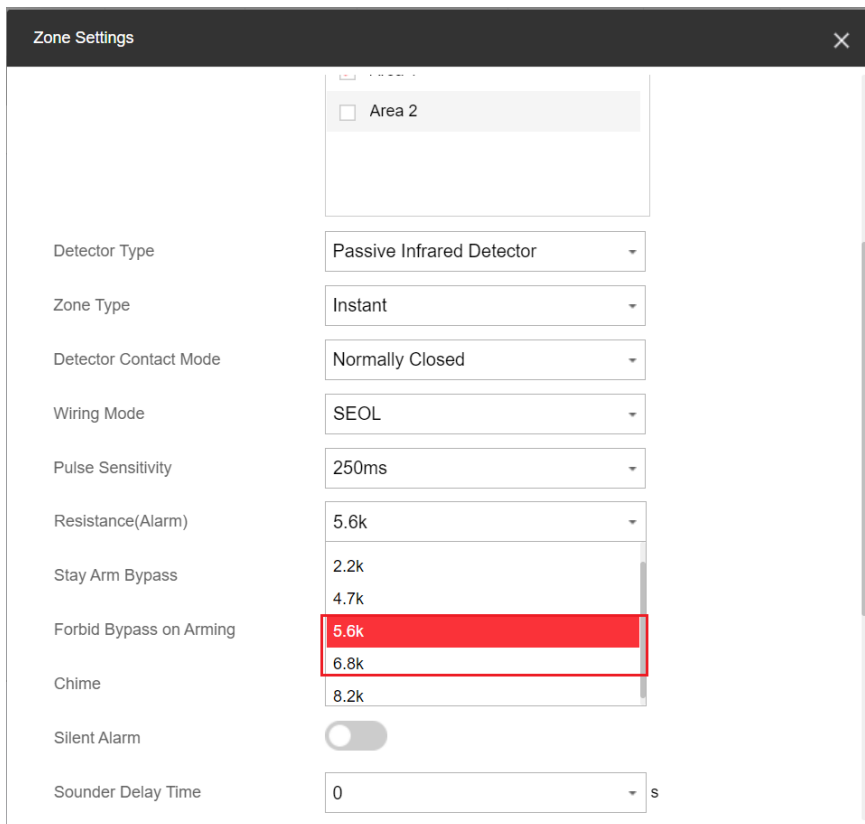 Zone Settings
Area 2
Detector Type Passive Infrared Detector
Zone Type Instant
Detector Contact Mode Normally Closed
Wiring Mode SEOL
Pulse Sensitivity 250ms
Resistance(Alarm) 5.6k
2.2k
Stay Arm Bypass
4.7k
Forbid Bypass on Arming 5.6k
6.8k
Chime
8.2k
Silent Alarm
Sounder Delay Time 0 s